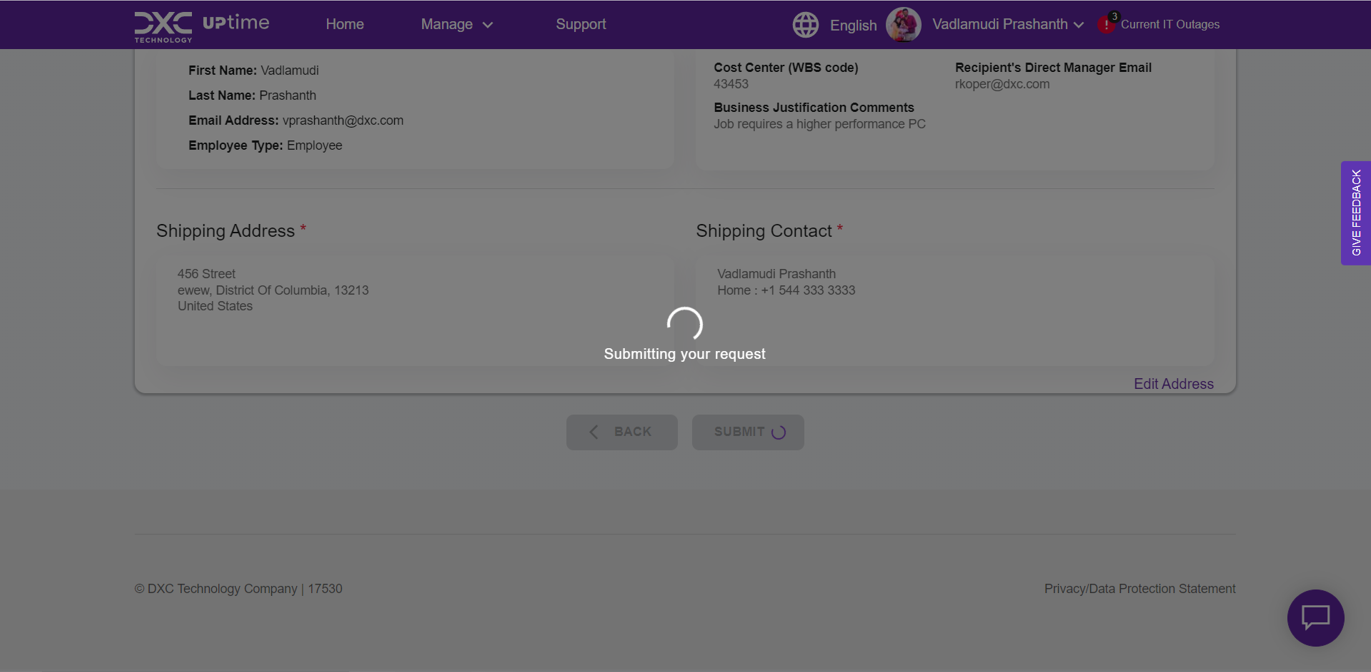 DXC TECHNOLOGY UPtime Home Manage Support English Vadlamudi Prashanth 3 Current IT Outages
First Name: Vadlamudi
Last Name: Prashanth
Email Address: vprashanth@dxc.com
Employee Type: Employee
Cost Center (WBS code)
43453
Recipient's Direct Manager Email
rkoper@dxc.com
Business Justification Comments
Job requires a higher performance PC
GIVE FEEDBACK
Shipping Address *
456 Street
ewew, District Of Columbia, 13213
United States
Shipping Contact *
Vadlamudi Prashanth
Home : +1 544 333 3333
Submitting your request
Edit Address
BACK
SUBMIT
© DXC Technology Company | 17530
Privacy/Data Protection Statement